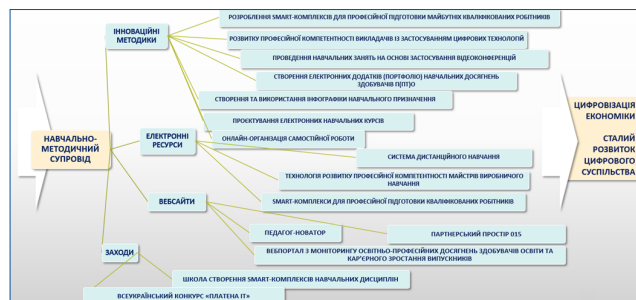 РОЗРОБЛЕННЯ SMART-КОМПЛЕКСІВ ДЛЯ ПРОФЕСІЙНОЇ ПІДГОТОВКИ МАЙБУТНІХ КВАЛІФІКОВАНИХ РОБІТНИКІВ
ІННОВАЦІЙНІ
МЕТОДИКИ
РОЗВИТКУ ПРОФЕСІЙНОЇ КОМПЕТЕНТНОСТІ ВИКЛАДАЧІВ ІЗ ЗАСТОСУВАННЯМ ЦИФРОВИХ ТЕХНОЛОГІЙ
ПРОВЕДЕННЯ НАВЧАЛЬНИХ ЗАНЯТЬ НА ОСНОВІ ЗАСТОСУВАННЯ ВІДЕОКОНФЕРЕНЦІЙ
СТВОРЕННЯ ЕЛЕКТРОННИХ ДОДАТКІВ (ПОРТФОЛІО) НАВЧАЛЬНИХ ДОСЯГНЕНЬ
ЗДОБУВАЧІВ П(ПТ)О
СТВОРЕННЯ ТА ВИКОРИСТАННЯ ІНФОГРАФІКИ НАВЧАЛЬНОГО ПРИЗНАЧЕННЯ
ПРОЕКТУВАННЯ ЕЛЕКТРОННИХ НАВЧАЛЬНИХ КУРСІВ
НАВЧАЛЬНО-
МЕТОДИЧНИЙ
СУПРОВІД
ЕЛЕКТРОННІ
РЕСУРСИ
ОНЛАЙН-ОРГАНІЗАЦІЯ САМОСТІЙНОЇ РОБОТИ
ЦИФРОВІЗАЦІЯ
ЕКОНОМІКИ
СТАЛИЙ
РОЗВИТОК
ЦИФРОВОГО
СУСПІЛЬСТВА
СИСТЕМА ДИСТАНЦІЙНОГО НАВЧАННЯ
ТЕХНОЛОГІЯ РОЗВИТКУ ПРОФЕСІЙНОЇ КОМПЕТЕНТНОСТІ МАЙСТРІВ ВИРОБНИЧОГО
НАВЧАННЯ
ВЕБСАЙТИ
SMART-КОМПЛЕКСИ ДЛЯ ПРОФЕСІЙНОЇ ПІДГОТОВКИ КВАЛІФІКОВАНИХ РОБІТНИКІВ
ПЕДАГОГ-НОВАТОР
ПАРТНЕРСЬКИЙ ПРОСТІР 015
ЗАХОДИ
ВЕБПОРТАЛ З МОНІТОРИНГУ ОСВІТНЬО-ПРОФЕСІЙНИХ ДОСЯГНЕНЬ ЗДОБУВАЧІВ ОСВІТИ ТА
КАР'ЄРНОГО ЗРОСТАННЯ ВИПУСКНИКІВ
ШКОЛА СТВОРЕННЯ SMART-КОМПЛЕКСІВ НАВЧАЛЬНИХ ДИСЦИПЛІН
ВСЕУКРАЇНСЬКИЙ КОНКУРС «ПЛАТЕНА ІТ»